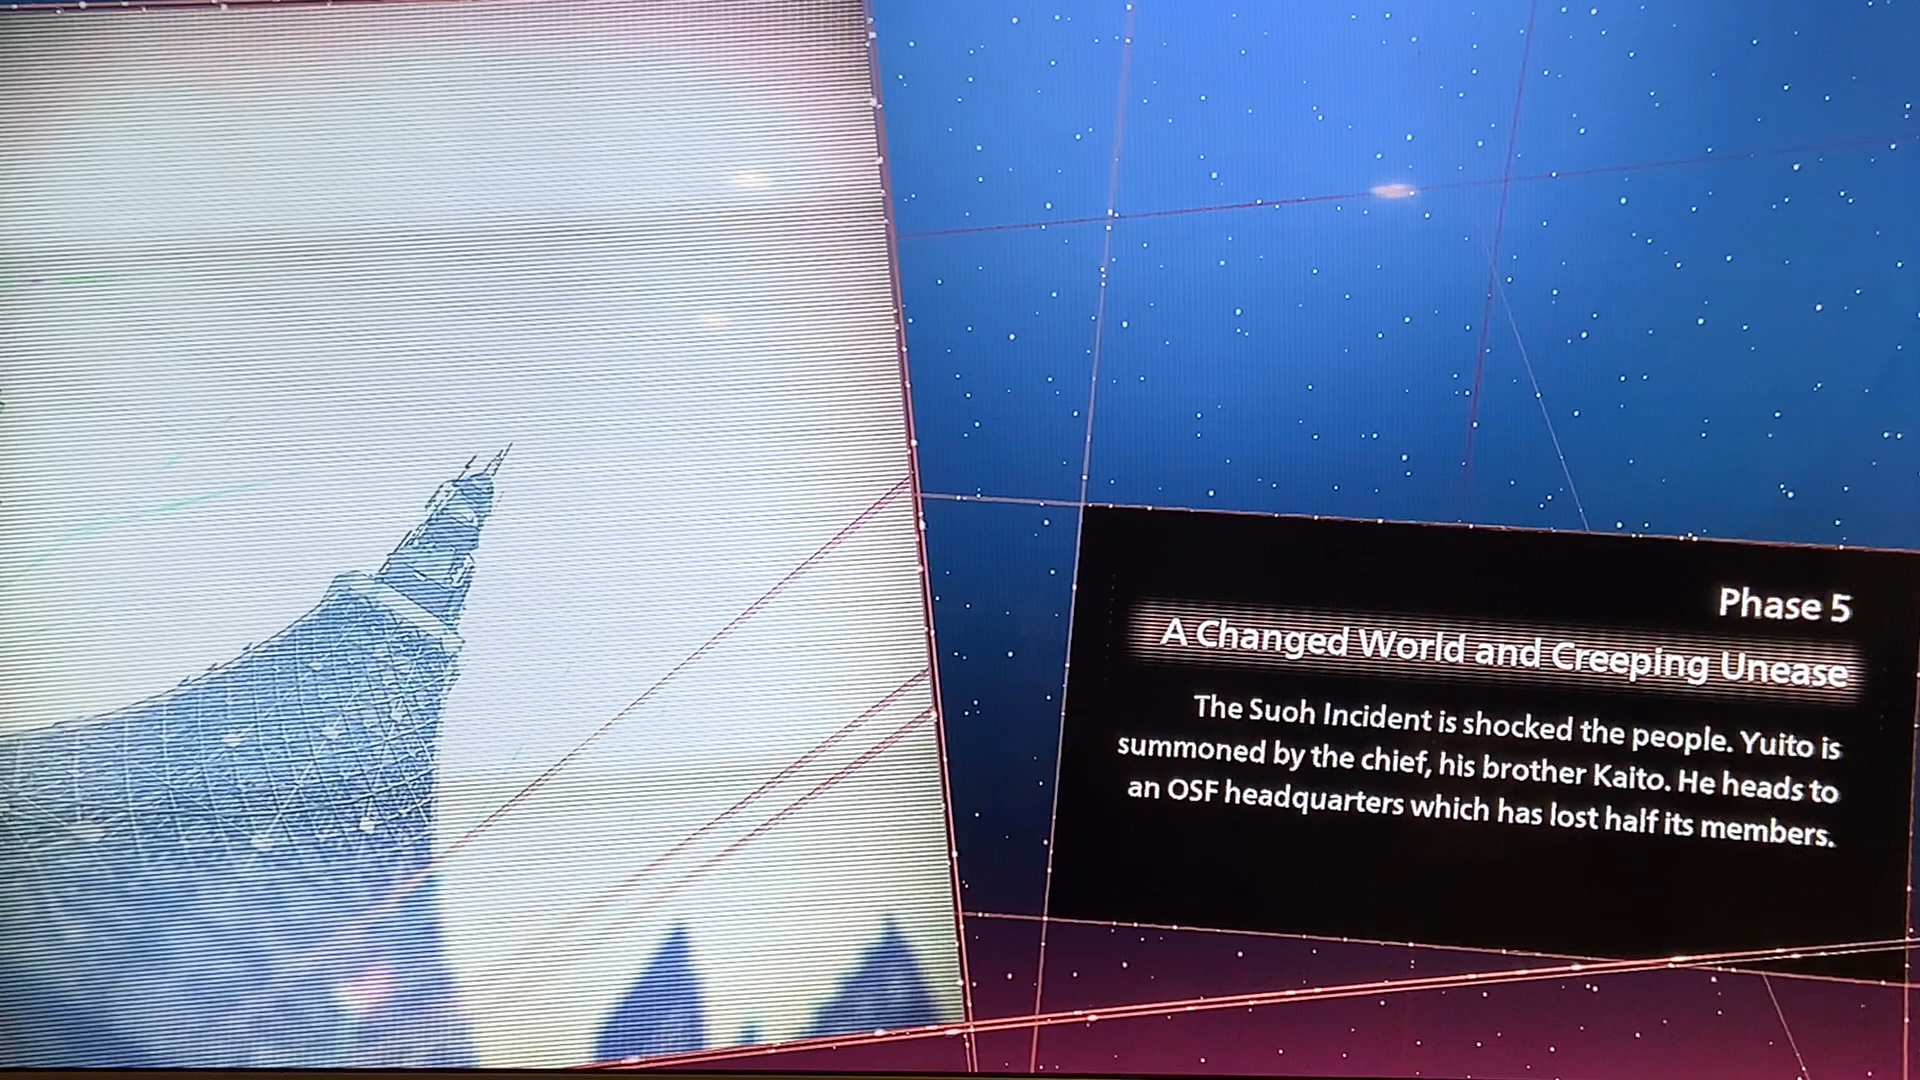 Phase 5
A Changed World and Creeping Unease
The Suoh Incident is shocked the people. Yuito is
summoned by the chief, his brother Kaito. He heads to
an OSF headquarters which has lost half its members.